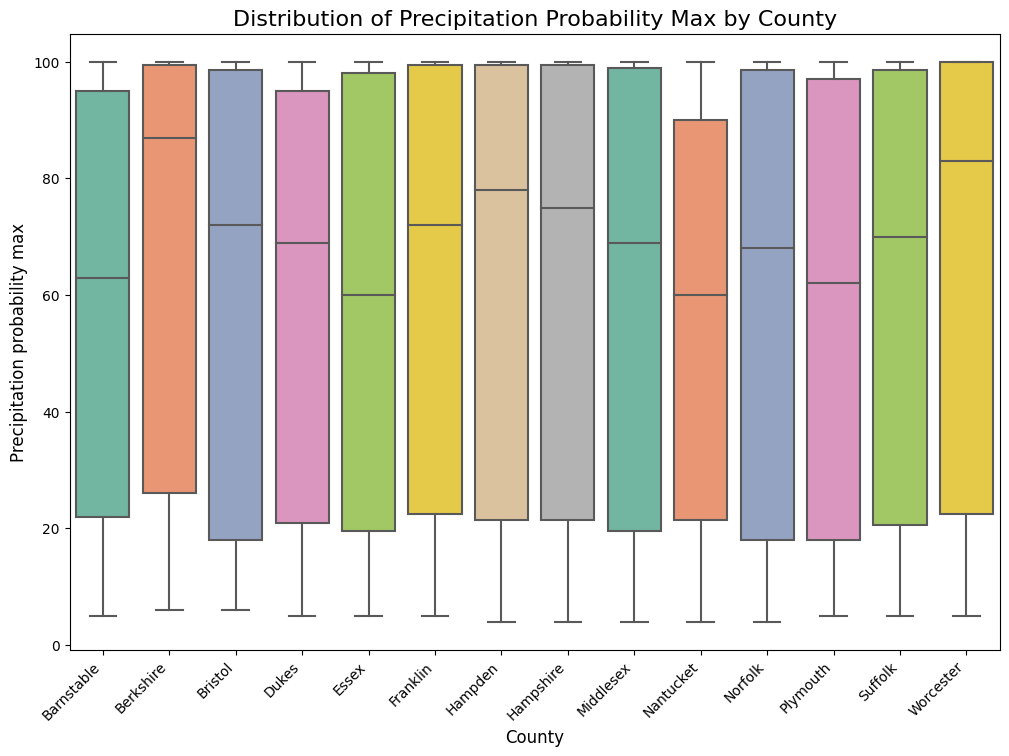 Distribution of Precipitation Probability Max by County
Precipitation probability max
100
80
60
40
20
0
Barnstable
Berkshire
Bristol
Dukes
Essex
Franklin
Hampden
Hampshire
Middlesex
Nantucket
Norfolk
Plymouth
Suffolk
Worcester
County